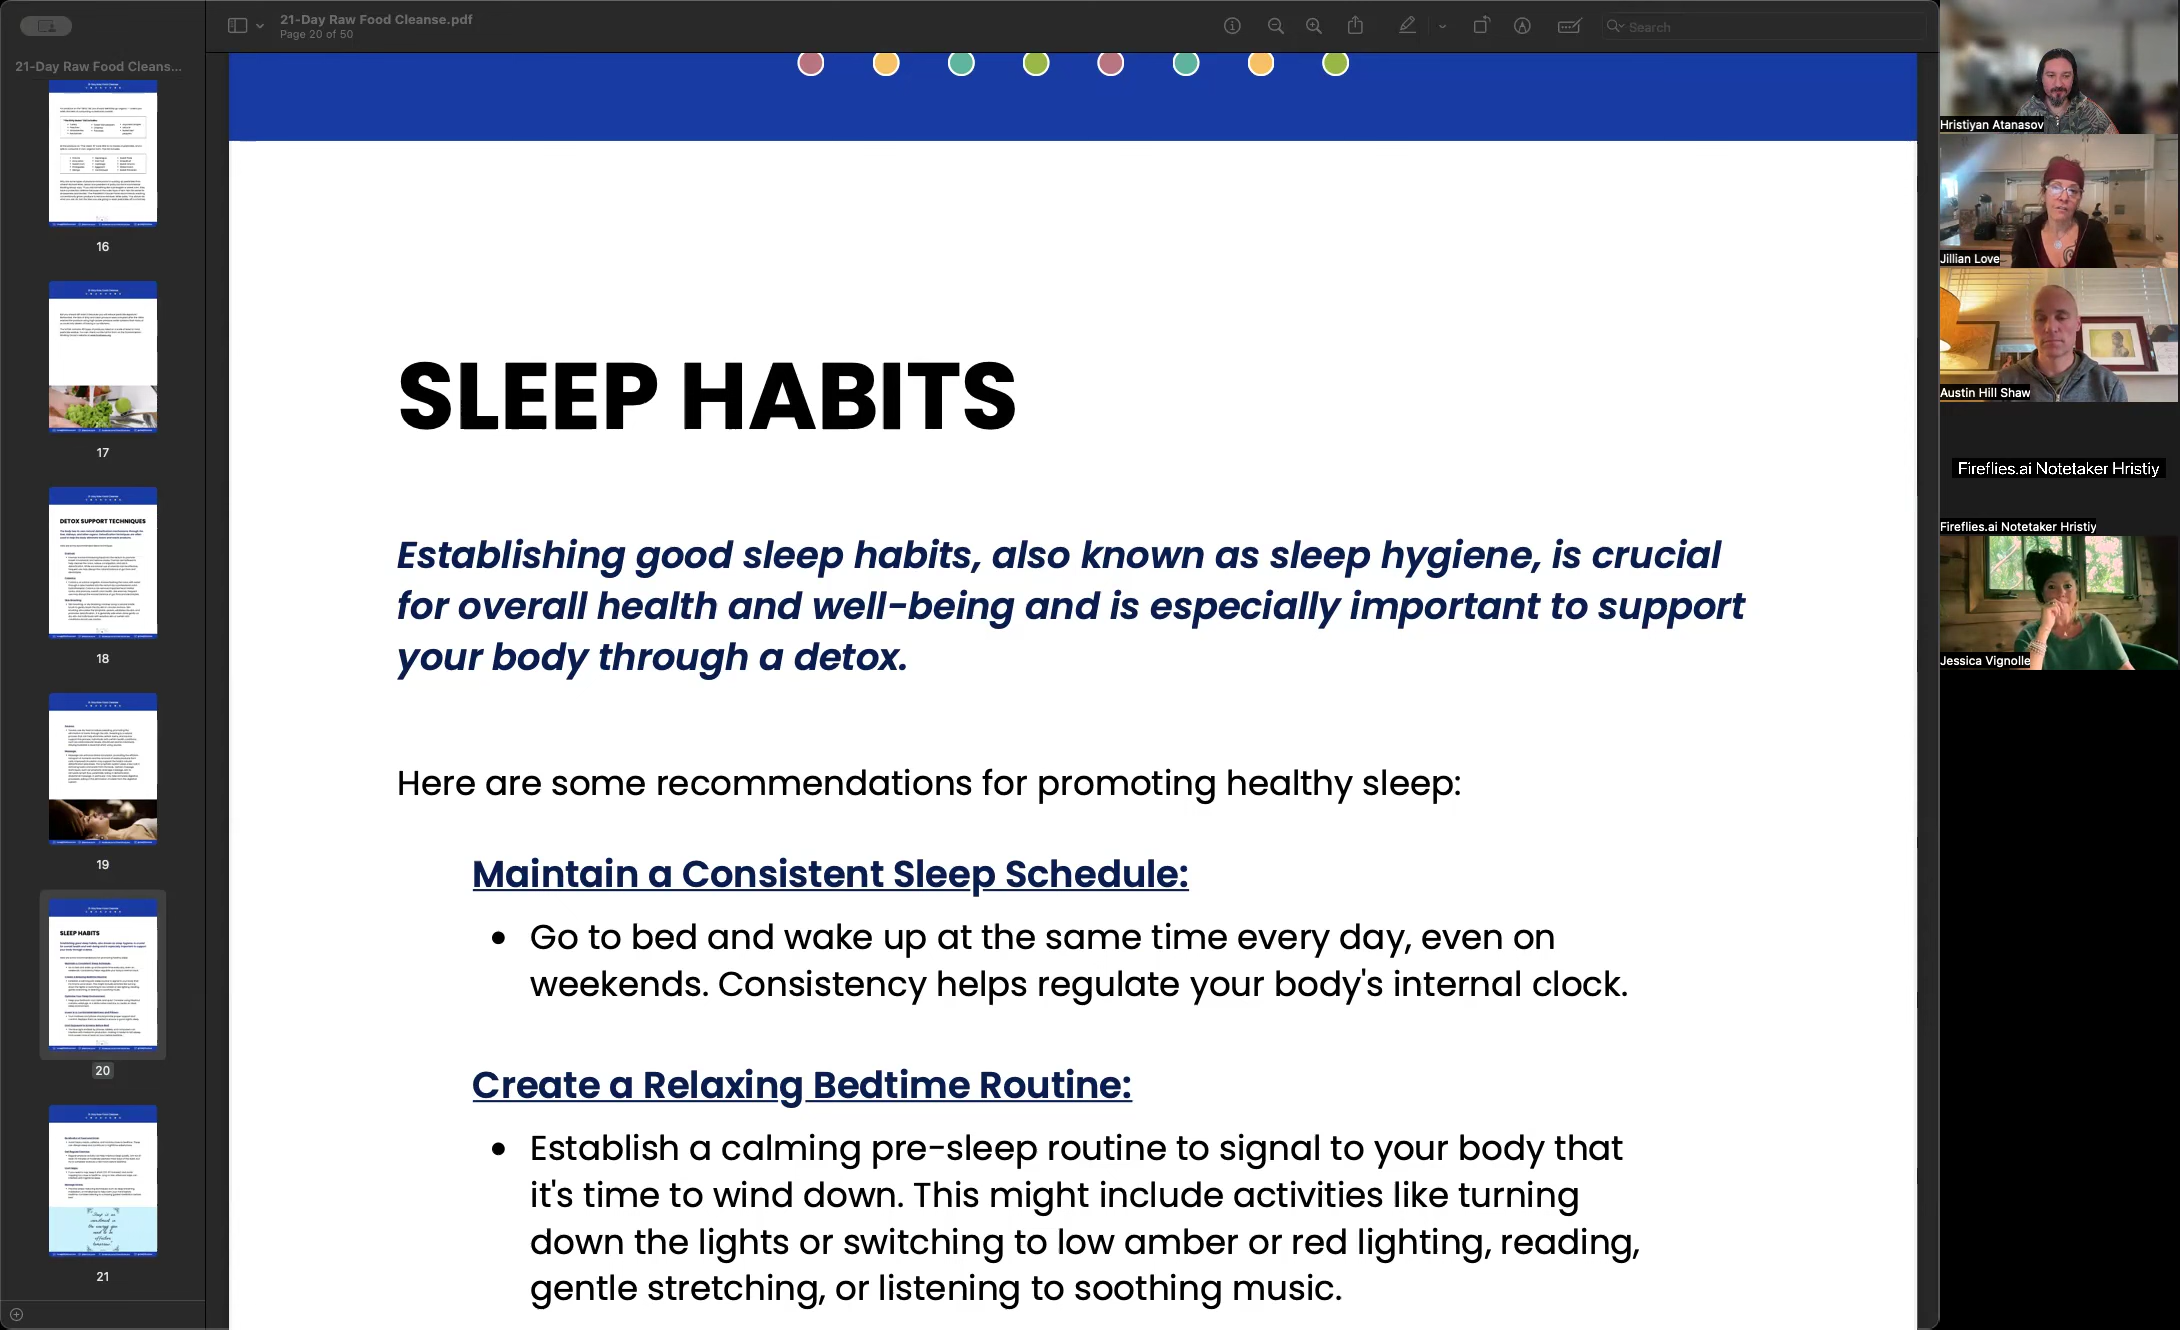 21-Day Raw Food Cleanse.pdf
Page 20 of 50
Search
21-Day Raw Food Cleans...
16
17
DETOX SUPPORT TECHNIQUES
18
19
SLEEP HABITS
20
21
SLEEP HABITS
Establishing good sleep habits, also known as sleep hygiene, is crucial
for overall health and well-being and is especially important to support
your body through a detox.
Here are some recommendations for promoting healthy sleep:
Maintain a Consistent Sleep Schedule:
• Go to bed and wake up at the same time every day, even on
weekends. Consistency helps regulate your body's internal clock.
Create a Relaxing Bedtime Routine:
• Establish a calming pre-sleep routine to signal to your body that
it's time to wind down. This might include activities like turning
down the lights or switching to low amber or red lighting, reading,
gentle stretching, or listening to soothing music.
Hristiyan Atanasov
Jillian Love
Austin Hill Shaw
Fireflies.ai Notetaker Hristiy
Fireflies.ai Notetaker Hristiy
Jessica Vignolle